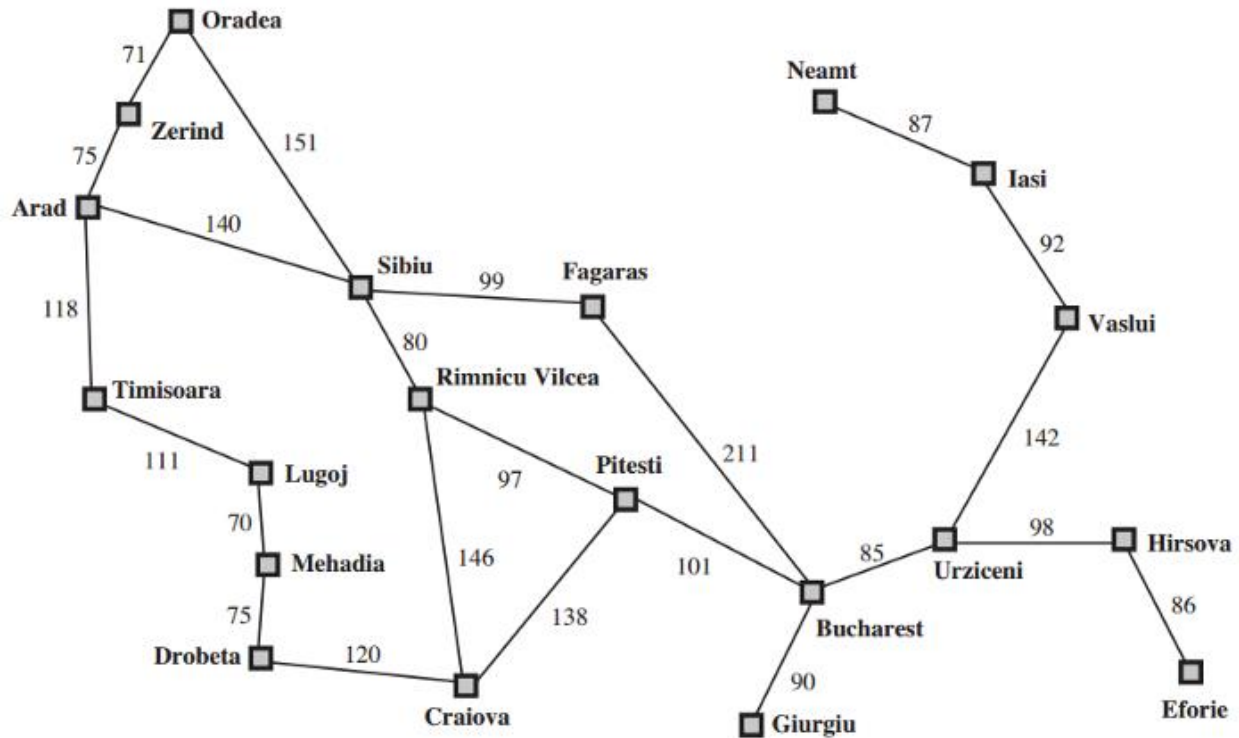 Oradea
71
Neamt
87
Zerind
151
75
Iasi
Arad
140
92
Sibiu
99
Fagaras
118
Vaslui
80
Timisoara
Rimnicu Vilcea
142
111
Lugoj
97
Pitesti
211
70
98
Hirsova
146
85
Mehadia
101
Urziceni
86
75
138
Bucharest
Drobeta
120
90
Eforie
Craiova
Giurgiu